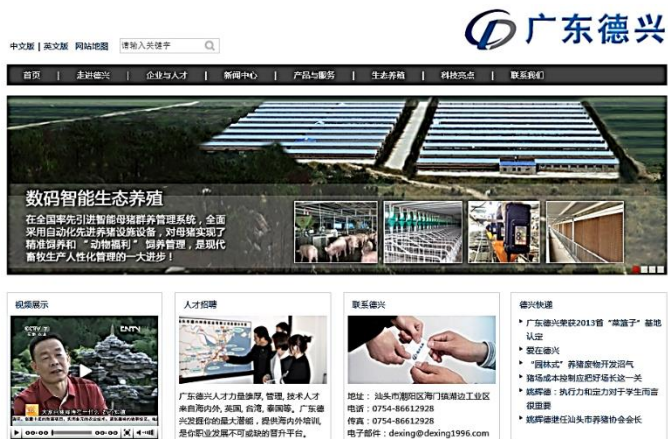 广东德兴
中文版 | 英文版 网站地图 请输入关键字
首页 | 走进德兴 | 企业与人才 | 新闻中心 | 产品与服务 | 生态养殖 | 科技亮点 | 联系我们
数码智能生态养殖
在全国率先引进智能母猪群养管理系统，全面
采用自动化先进养猪设施设备，对母猪实现了
精准饲养和“动物福利”饲养管理，是现代
畜牧生产人性化管理的一大进步！
视频展示
CCTV 7
CNTV
00:00
00:00
人才招聘
广东德兴人才力量雄厚, 管理, 技术人才
来自海内外, 英国, 台湾, 泰国等。广东德
兴发掘你的最大潜能，提供海内外培训,
是你职业发展不可或缺的晋升平台。
联系德兴
地址： 汕头市潮阳区海门镇湖边工业区
电话：0754-86612928
传真：0754-86612928
电子邮件：dexing@dexing1996.com
德兴快递
广东德兴荣获2013首“菜篮子”基地
认定
爱在德兴
“园林式”养猪废物开发沼气
猪场成本控制应把好场长这一关
姚辉德：执行力和定力对于学生而言
很重要
姚辉德继任汕头市养猪协会会长